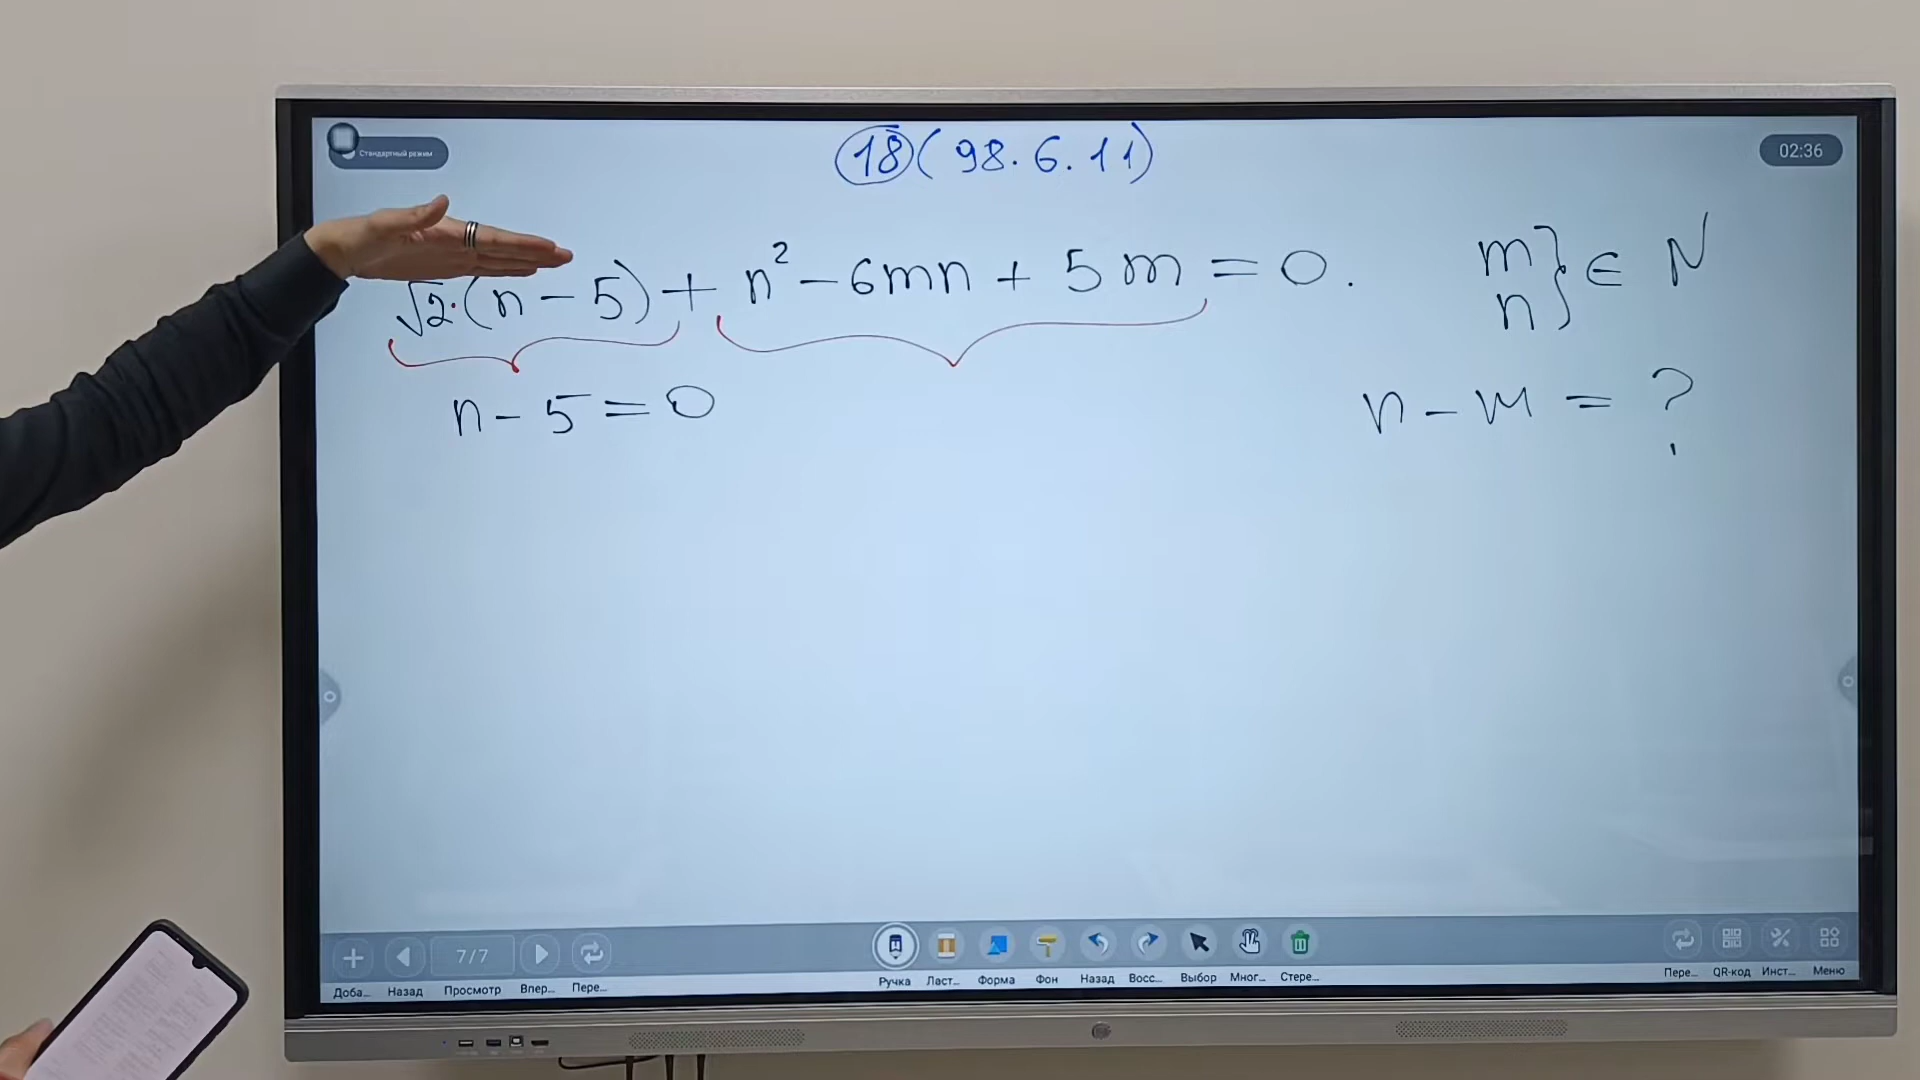 Стандартный режим
18 (98.6.11)
02:36
√2·(n-5)+n²-6mn+5m=0.
m
n } ∈ N
n-5=0
n-m=?
7/7
Доба... Назад Просмотр Впер... Пере...
Ручка Ласт... Форма Фон Назад Восс... Выбор Мног... Стере...
Пере... QR-код Инст... Меню